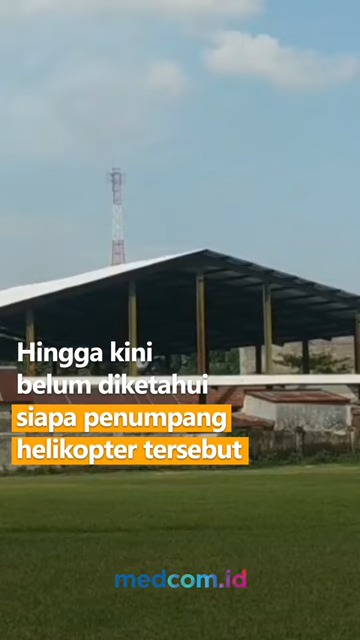 Hingga kini
belum diketahui
siapa penumpang
helikopter tersebut
medcom.id